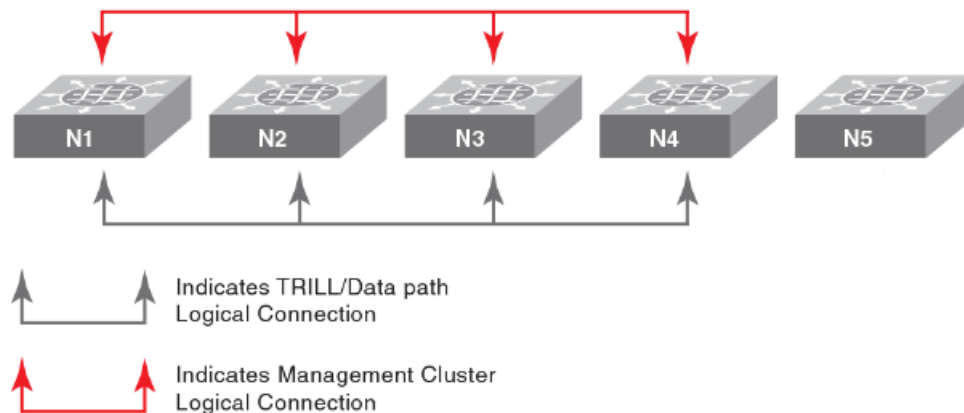 N1
N2
N3
N4
N5
Indicates TRILL/Data path
Logical Connection
Indicates Management Cluster
Logical Connection